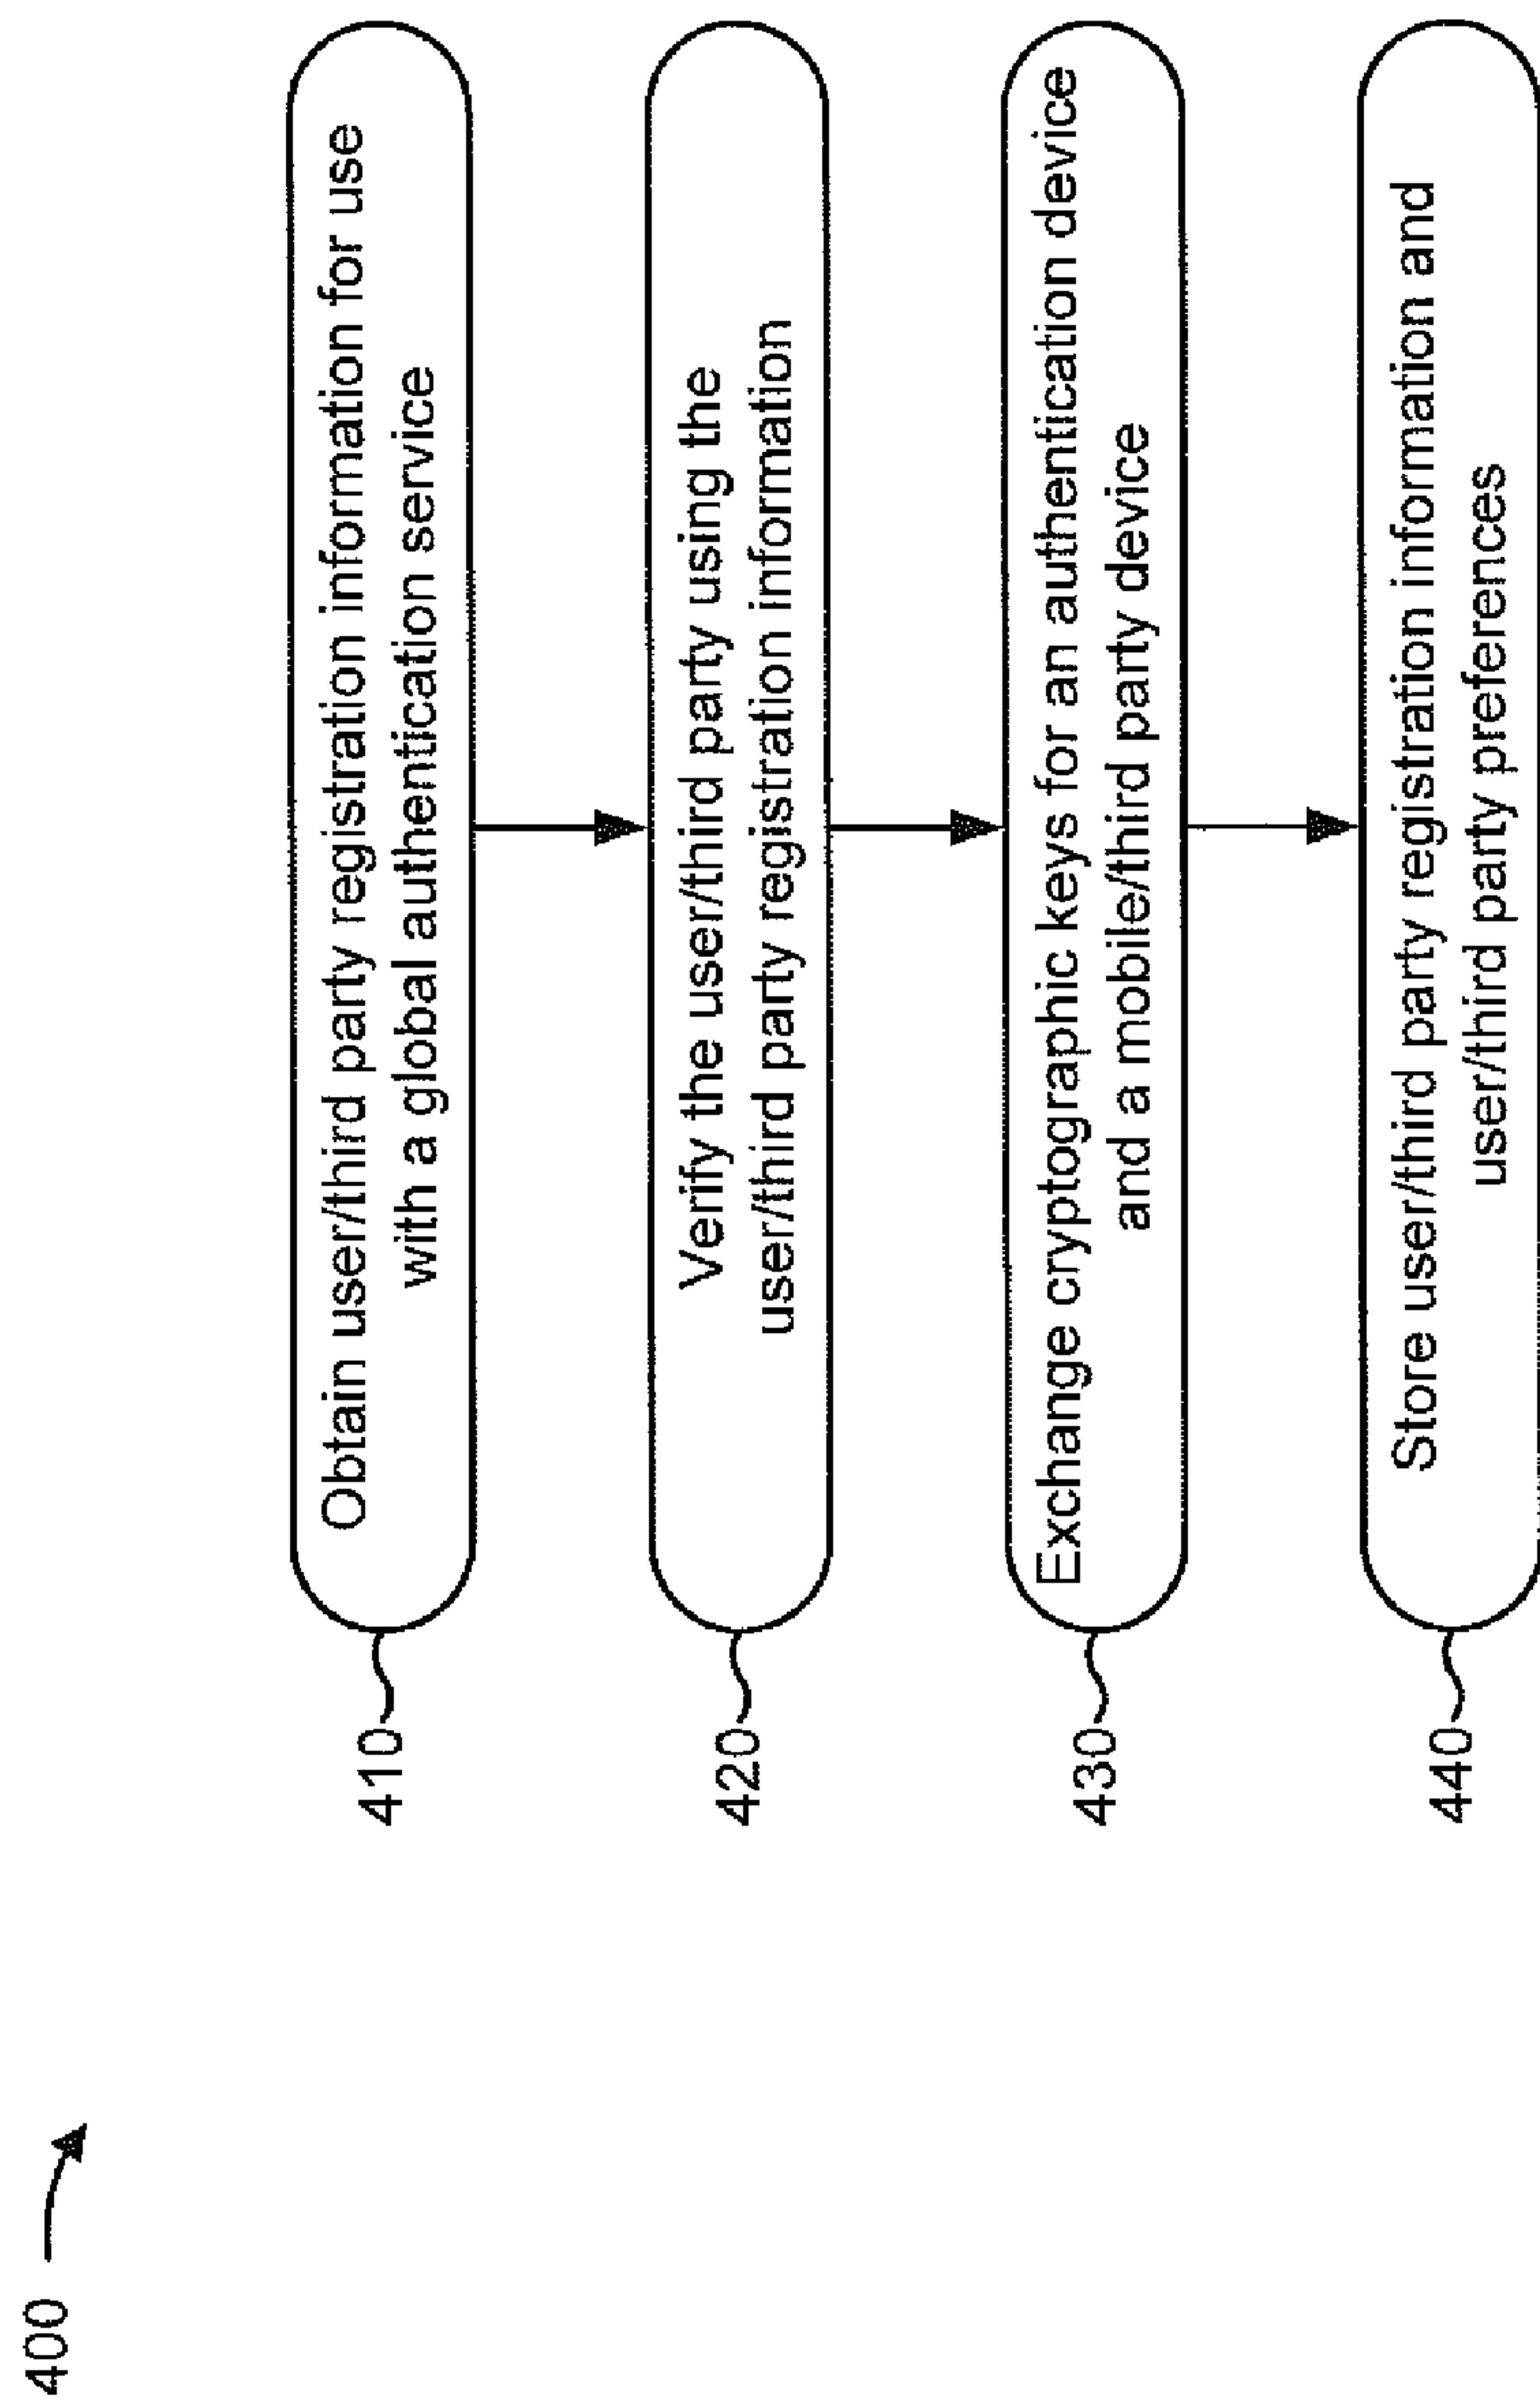 400
410
Obtain user/third party registration information for use
with a global authentication service
420
Verify the user/third party using the
user/third party registration information
430
Exchange cryptographic keys for an authentication device
and a mobile/third party device
440
Store user/third party registration information and
user/third party preferences